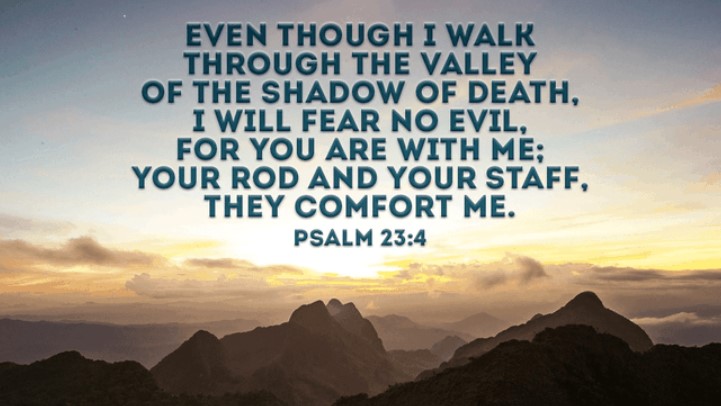 EVEN THOUGH I WALK
THROUGH THE VALLEY
OF THE SHADOW OF DEATH,
I WILL FEAR NO EVIL,
FOR YOU ARE WITH ME;
YOUR ROD AND YOUR STAFF,
THEY COMFORT ME.
PSALM 23:4